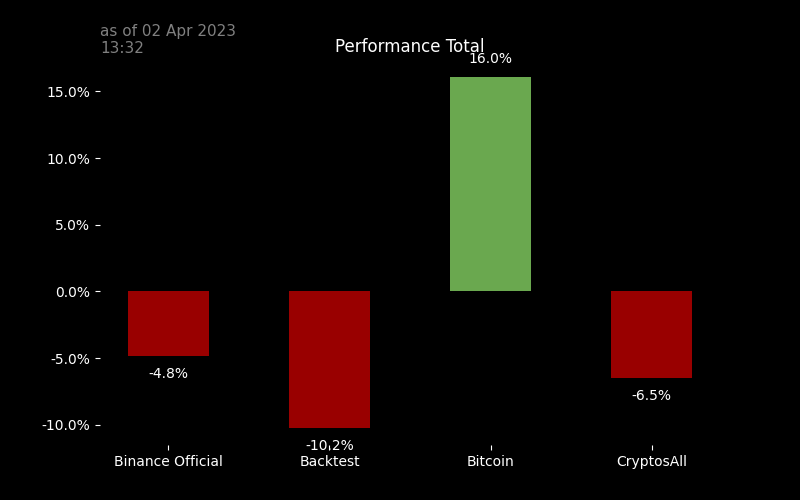 as of 02 Apr 2023
13:32
Performance Total
16.0%
15.0%
10.0%
5.0%
0.0%
-5.0%
-10.0%
-4.8%
-10.2%
-6.5%
Binance Official
Backtest
Bitcoin
CryptosAll